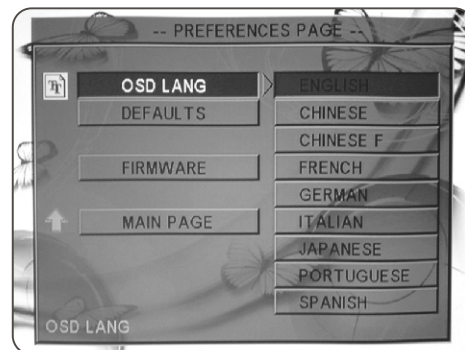 -- PREFERENCES PAGE --
OSD LANG
DEFAULTS
FIRMWARE
MAIN PAGE
ENGLISH
CHINESE
CHINESE F
FRENCH
GERMAN
ITALIAN
JAPANESE
PORTUGUESE
SPANISH
OSD LANG